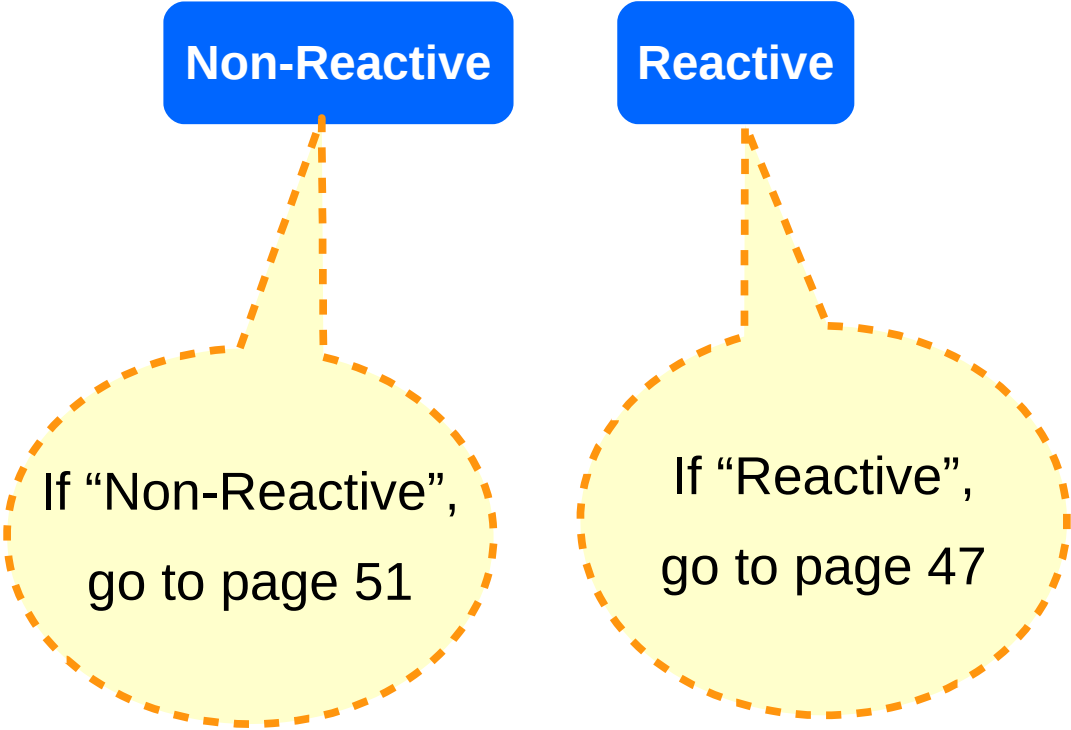 Non-Reactive
Reactive
If “Non-Reactive”,
go to page 51
If “Reactive”,
go to page 47